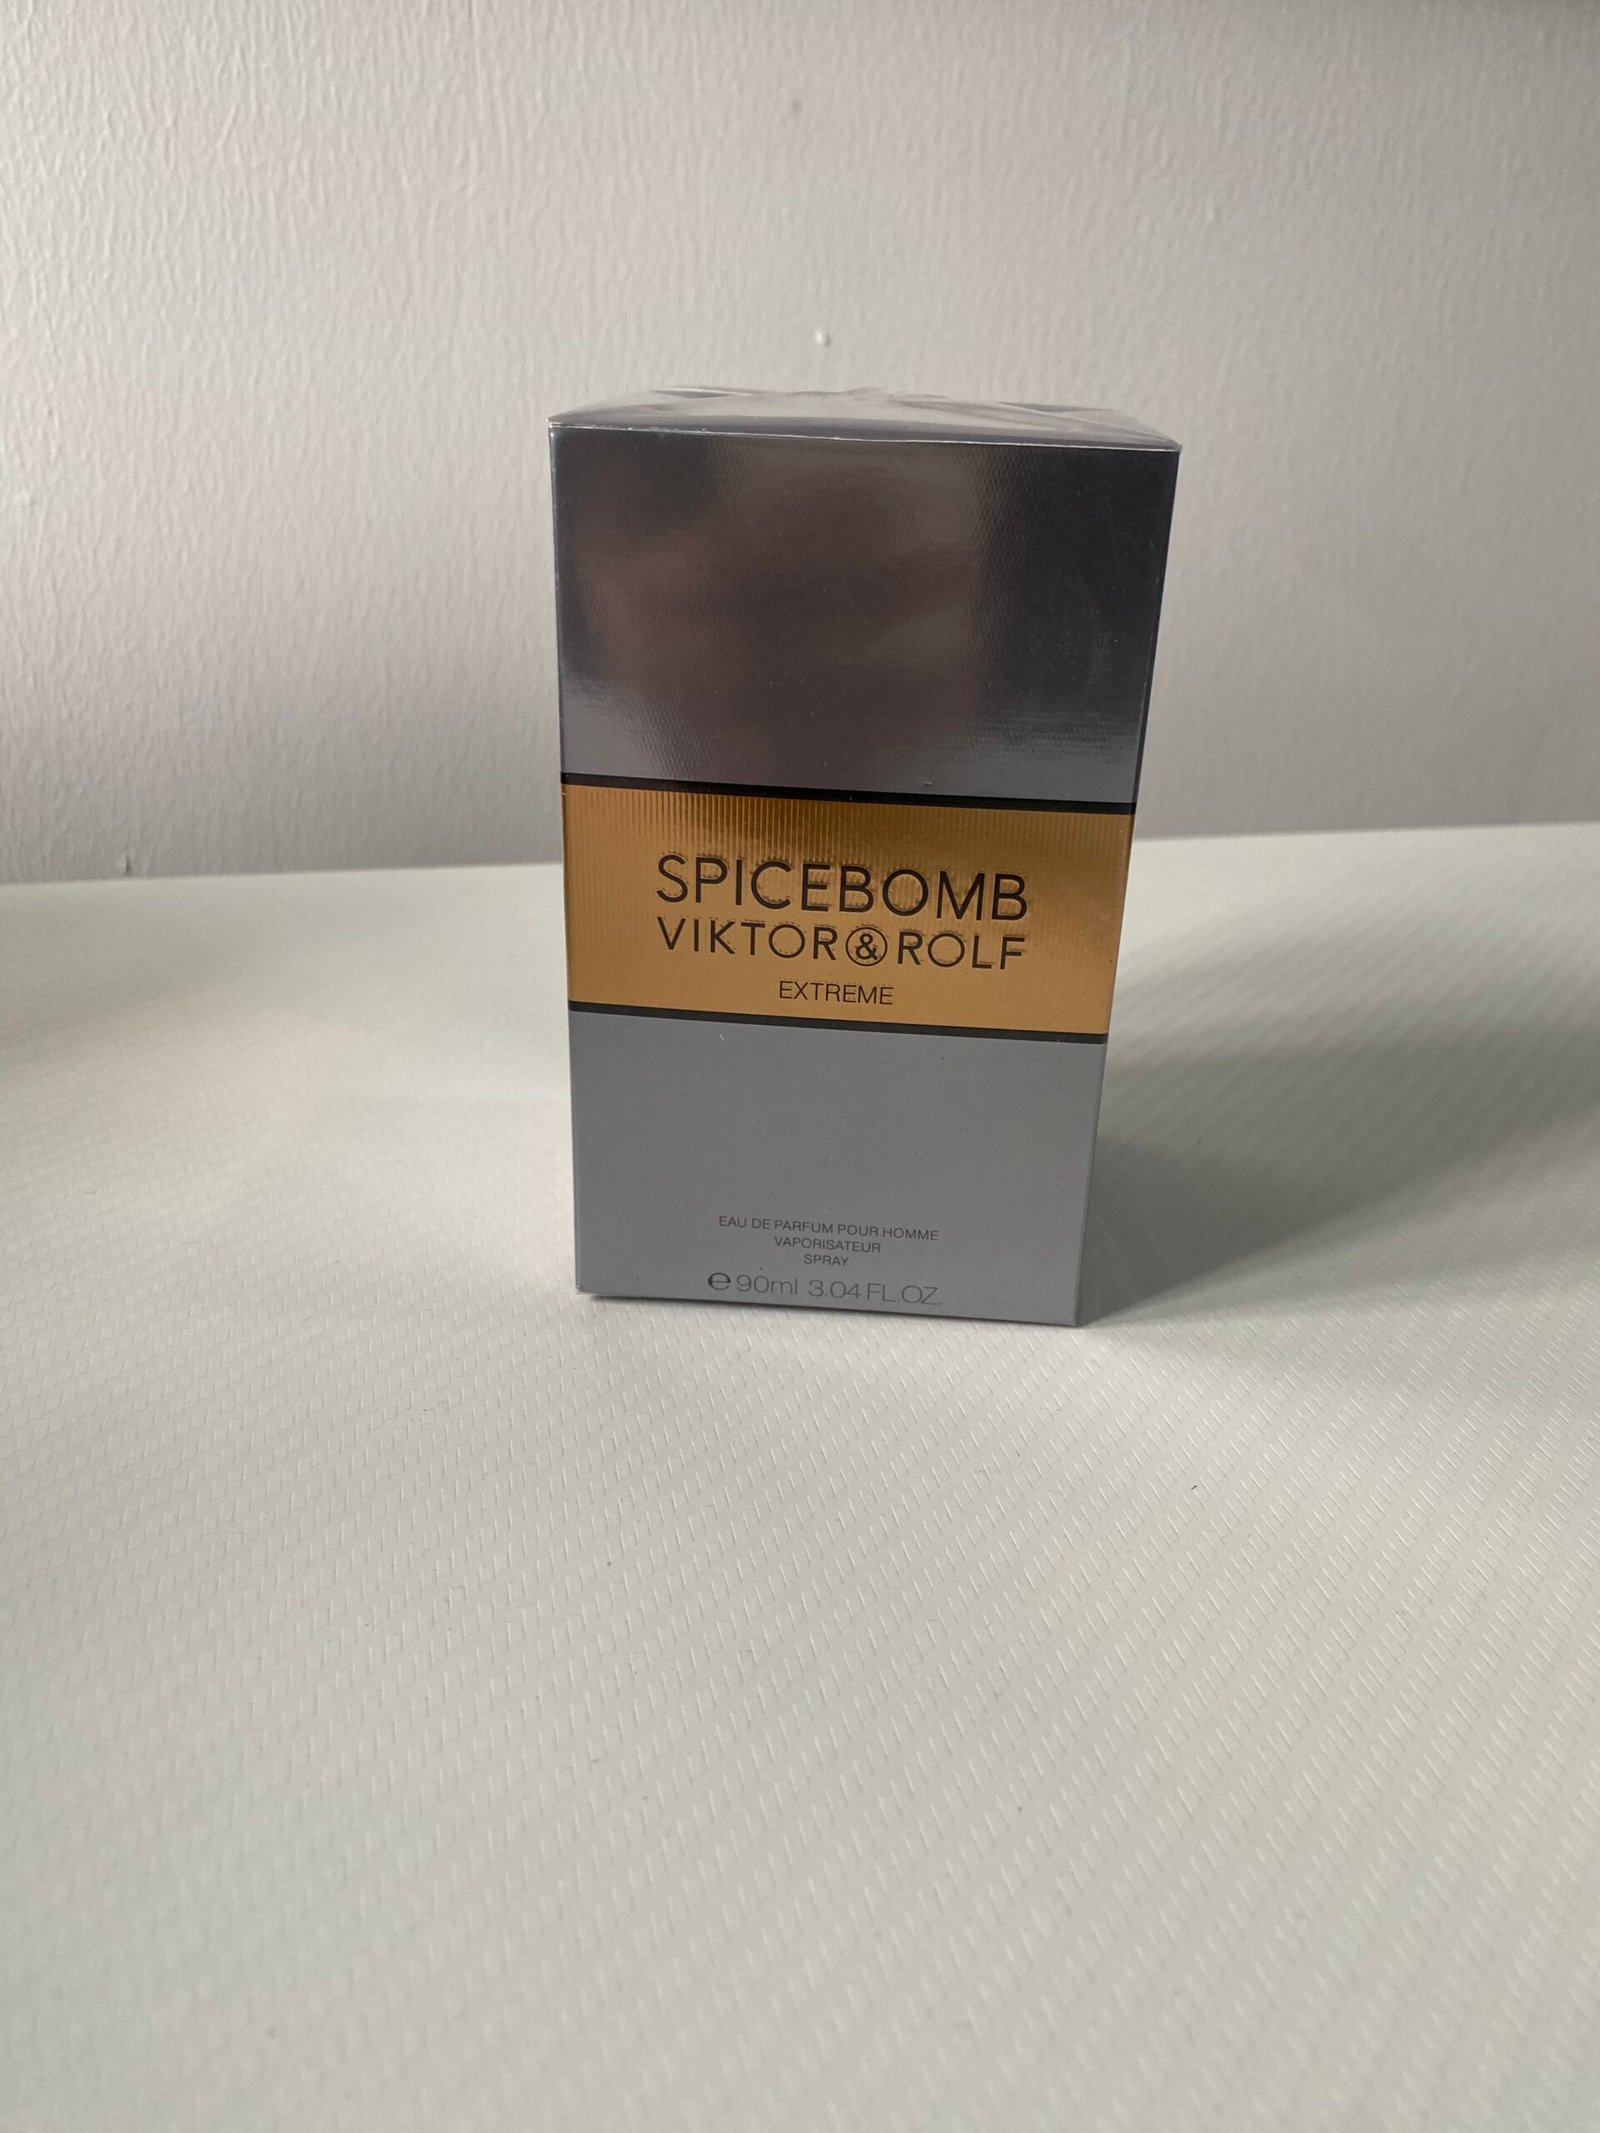 SPICEBOMB
VIKTOR&ROLF
EXTREME
EAU DE PARFUM POUR HOMME
VAPORISATEUR
SPRAY
℮90ml 3.04 FL.OZ.